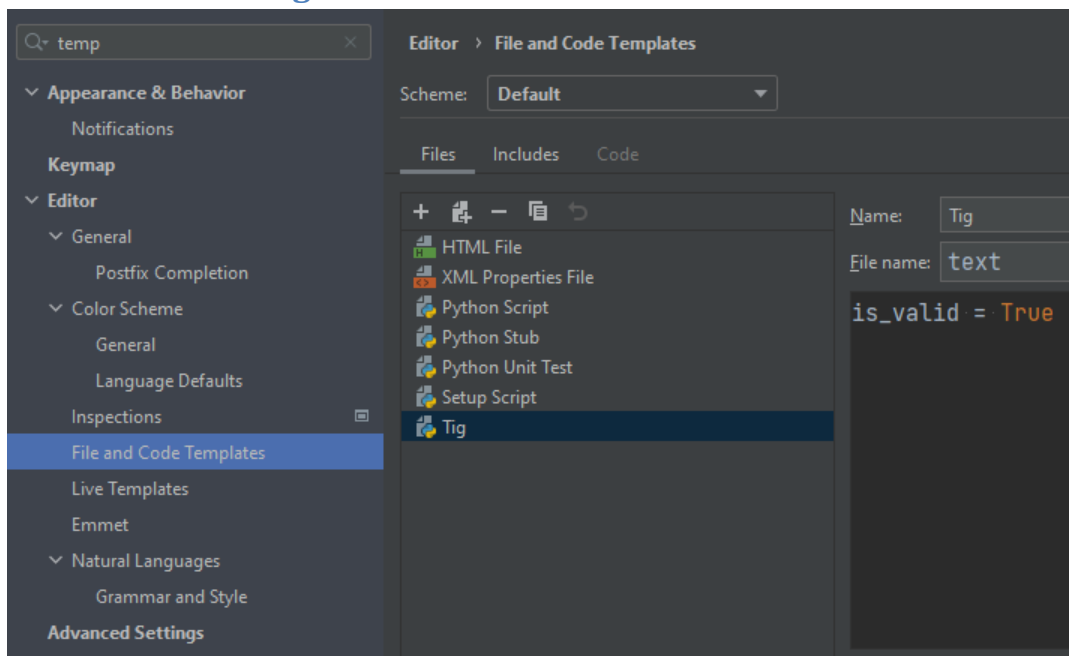 temp
Appearance & Behavior
Notifications
Keymap
Editor
General
Postfix Completion
Color Scheme
General
Language Defaults
Inspections
File and Code Templates
Live Templates
Emmet
Natural Languages
Grammar and Style
Advanced Settings
Editor › File and Code Templates
Scheme: Default
Files Includes Code
HTML File
XML Properties File
Python Script
Python Stub
Python Unit Test
Setup Script
Tig
Name: Tig
File name: text
is_valid = True